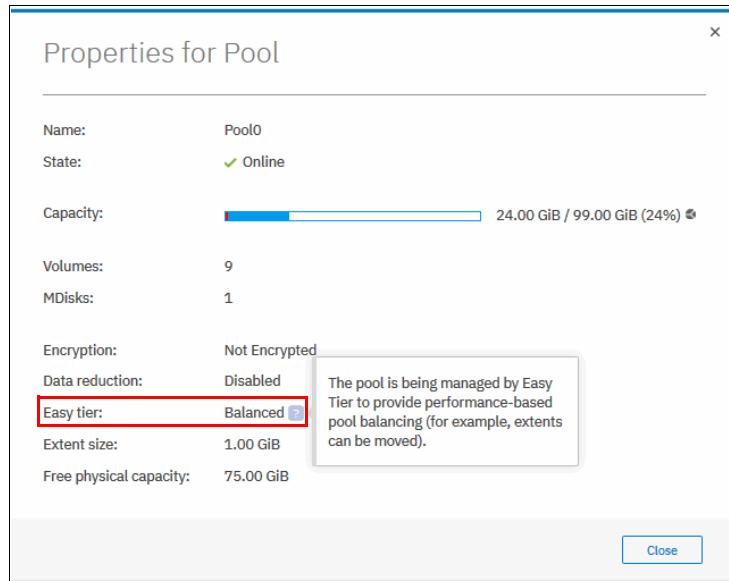 Properties for Pool
×
Name: Pool0
State: Online
Capacity: 24.00 GiB / 99.00 GiB (24%)
Volumes: 9
MDisks: 1
Encryption: Not Encrypted
Data reduction: Disabled
Easy tier: Balanced ?
Extent size: 1.00 GiB
Free physical capacity: 75.00 GiB
The pool is being managed by Easy
Tier to provide performance-based
pool balancing (for example, extents
can be moved).
Close